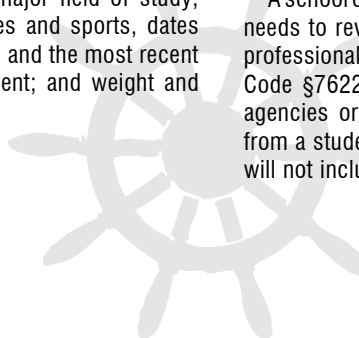 major field of study,
es and sports, dates
and the most recent
ent; and weight and
needs to rev
professional
Code §7622
agencies or
from a stude
will not inclu